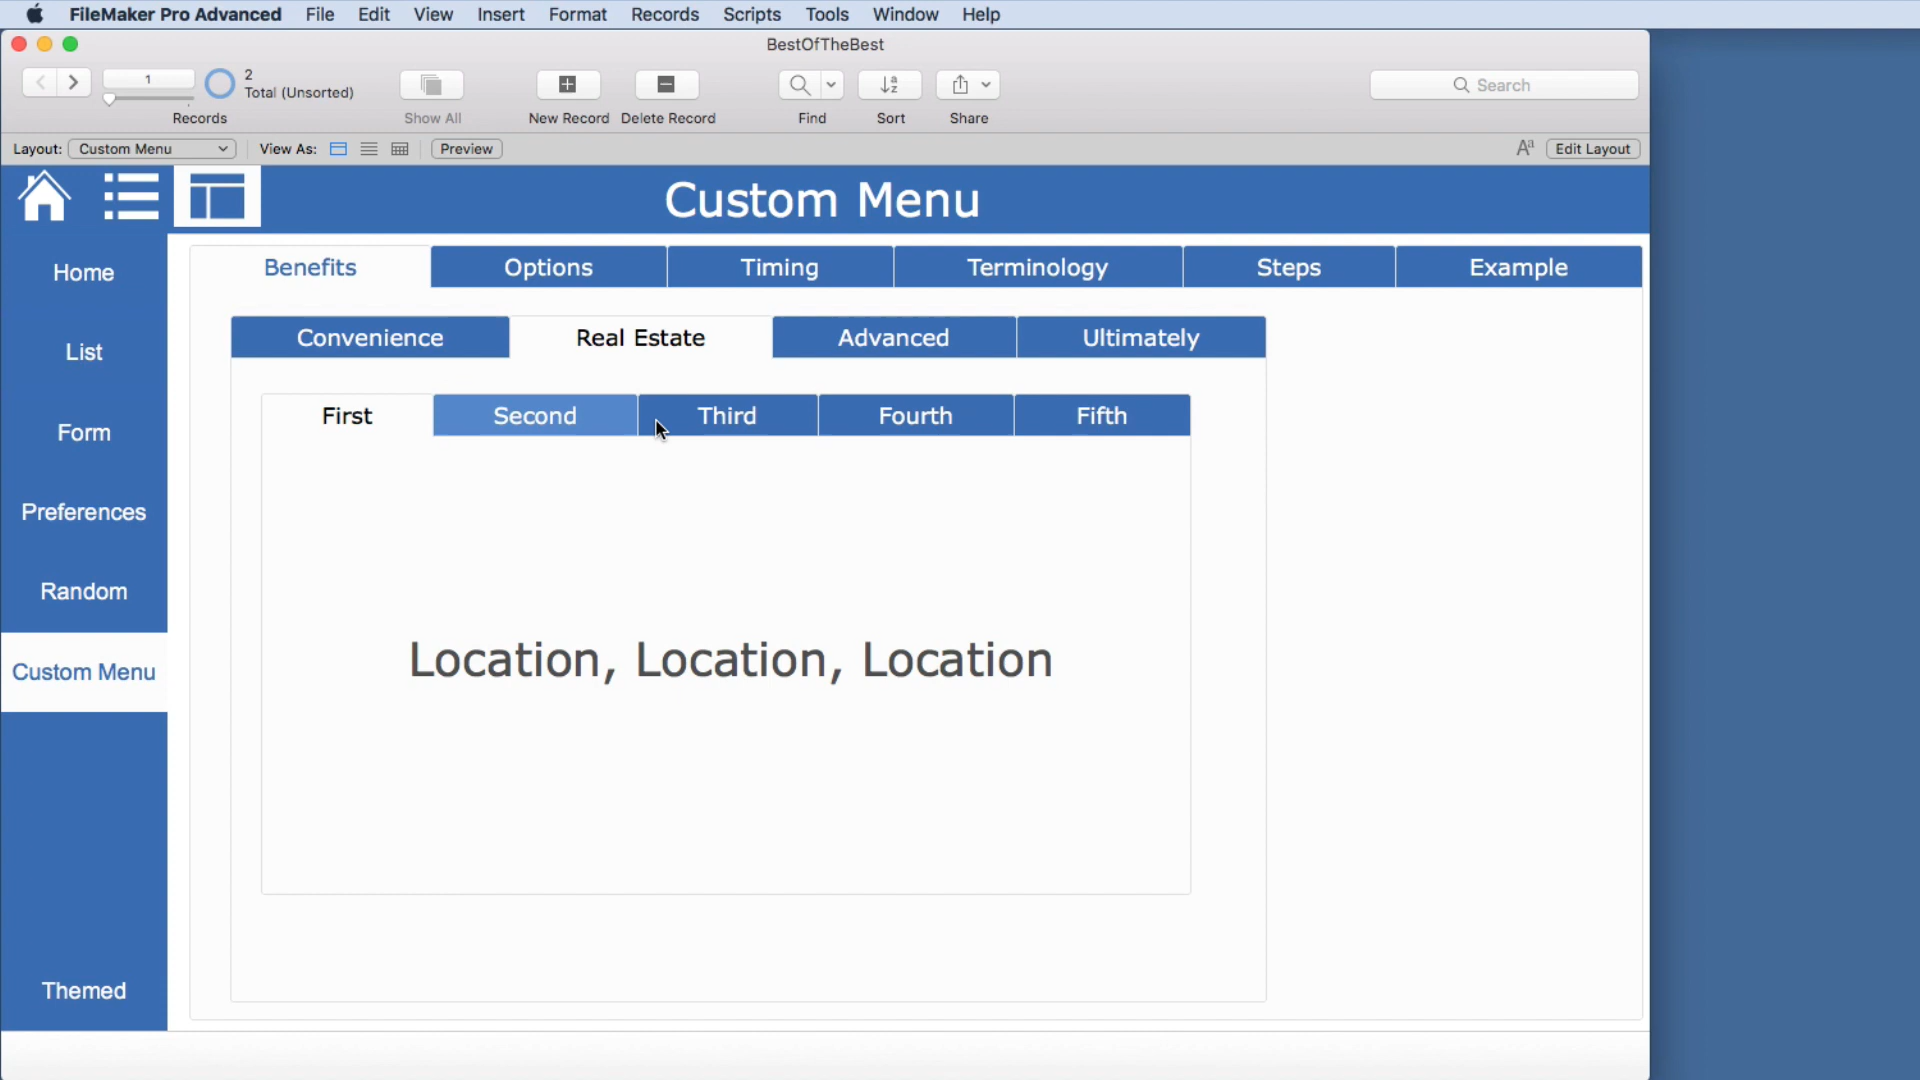 FileMaker Pro Advanced File Edit View Insert Format Records Scripts Tools Window Help
BestOfTheBest
1
2
Total (Unsorted)
Search
Records Show All New Record Delete Record Find Sort Share
Layout: Custom Menu View As: Preview Aa Edit Layout
Custom Menu
Home
List
Form
Preferences
Random
Custom Menu
Themed
Benefits Options Timing Terminology Steps Example
Convenience Real Estate Advanced Ultimately
First Second Third Fourth Fifth
Location, Location, Location